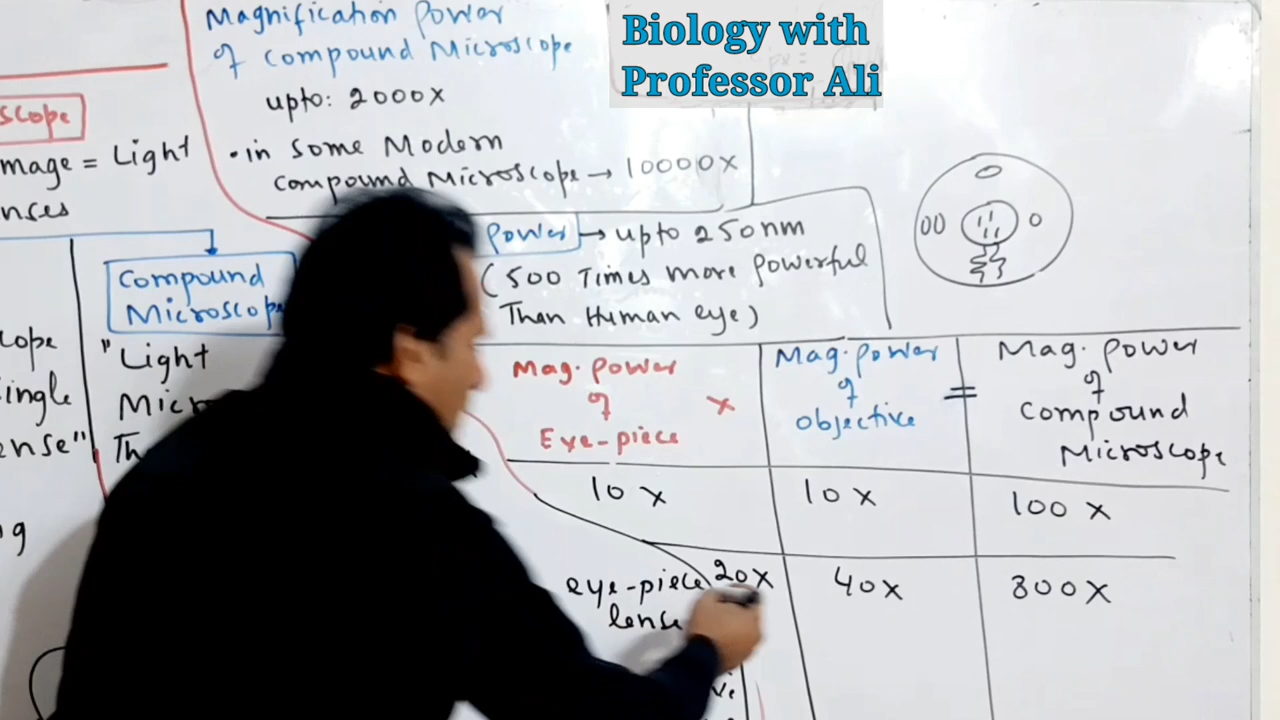 Magnification Power
of compound Microscope
upto: 2000X
• in Some Modern
compound Microscope → 10000X
Biology with
Professor Ali
scope
mage = Light
nses
Compound
Microscope
"Light
Mic
Th
cope
ingle
ense"
g
Power → upto 250nm
(500 Times more Powerful
Than Human eye)
Mag. Power
of
Eye-piece
x
Mag. Power
of
objective
=
Mag. Power
of
Compound
Microscope
10 X
10 X
100 X
eye-piece
lense
20X
40X
800X